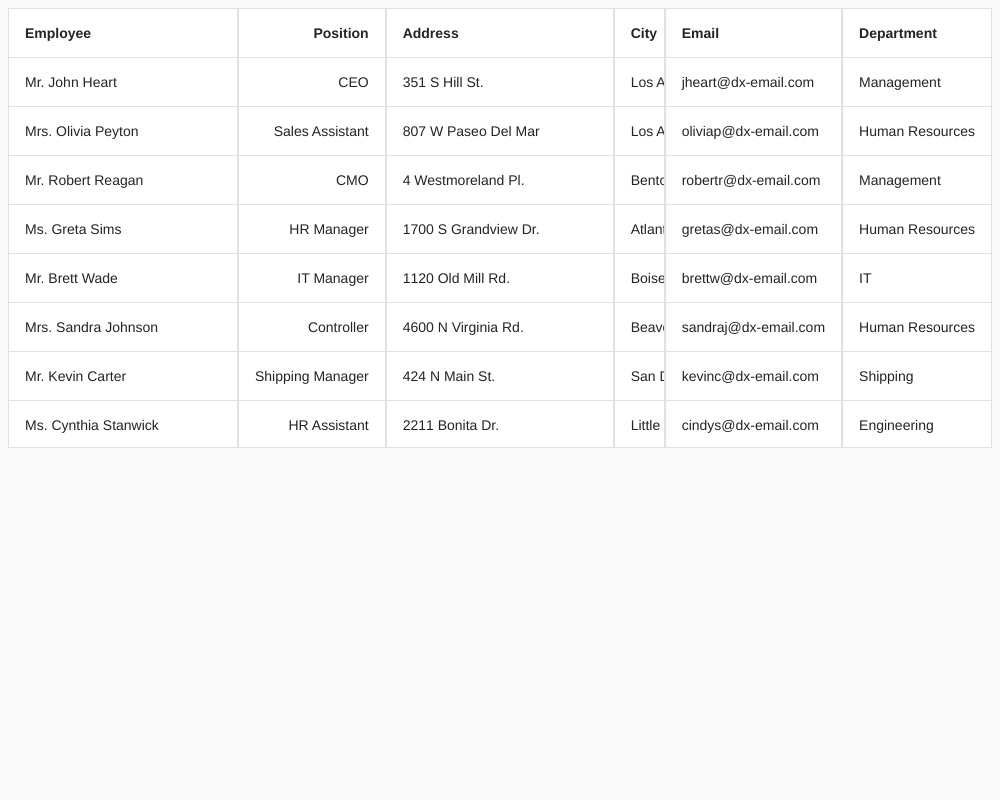 Employee Position Address City Email Department
Mr. John Heart CEO 351 S Hill St. Los jheart@dx-email.com Management
Mrs. Olivia Peyton Sales Assistant 807 W Paseo Del Mar Los oliviap@dx-email.com Human Resources
Mr. Robert Reagan CMO 4 Westmoreland Pl. robertr@dx-email.com Management
Ms. Greta Sims HR Manager 1700 S Grandview Dr. gretas@dx-email.com Human Resources
Mr. Brett Wade IT Manager 1120 Old Mill Rd. Boise brettw@dx-email.com IT
Mrs. Sandra Johnson Controller 4600 N Virginia Rd. sandraj@dx-email.com Human Resources
Mr. Kevin Carter Shipping Manager 424 N Main St. San kevinc@dx-email.com Shipping
Ms. Cynthia Stanwick HR Assistant 2211 Bonita Dr. Little cindys@dx-email.com Engineering